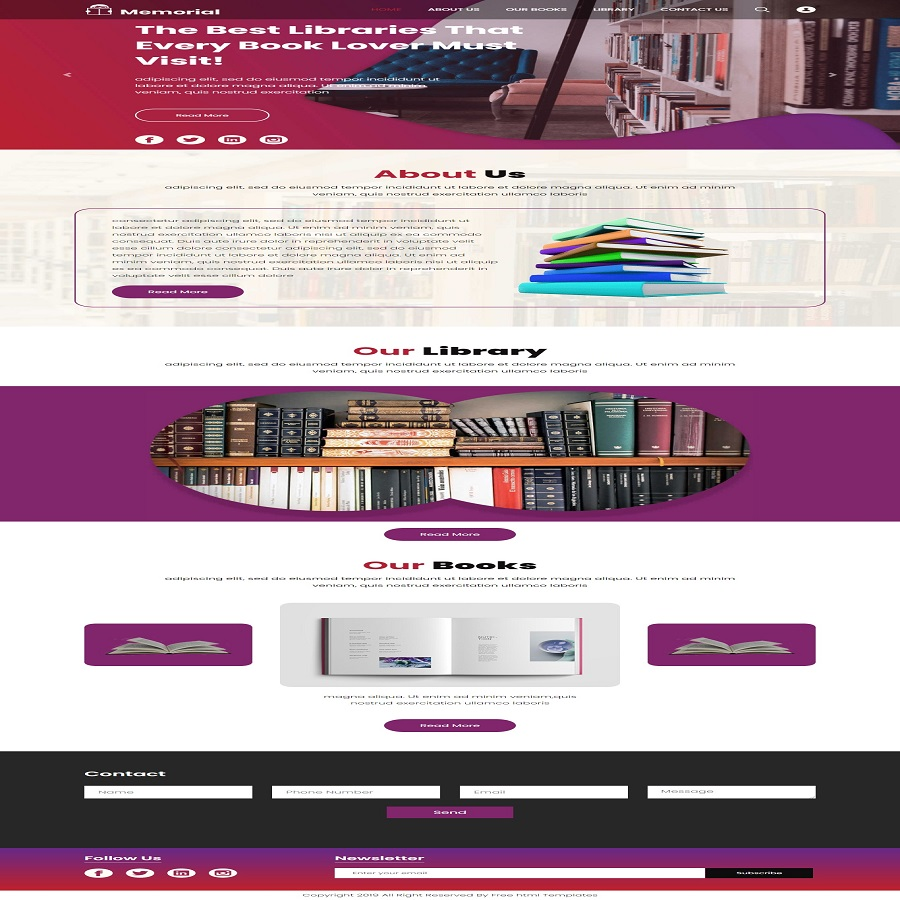 Memorial
HOME ABOUT US OUR BOOKS LIBRARY CONTACT US
The Best Libraries That
Every Book Lover Must
Visit!
adipiscing elit, sed do eiusmod tempor incididunt ut
labore et dolore magna aliqua. Ut enim ad minim
veniam, quis nostrud exercitation
Read More
About Us
adipiscing elit, sed do eiusmod tempor incididunt ut labore et dolore magna aliqua. Ut enim ad minim
veniam, quis nostrud exercitation ullamco laboris
consectetur adipiscing elit, sed do eiusmod tempor incididunt ut
labore et dolore magna aliqua. Ut enim ad minim veniam, quis
nostrud exercitation ullamco laboris nisi ut aliquip ex ea commodo
consequat. Duis aute irure dolor in reprehenderit in voluptate velit
esse cillum dolore consectetur adipiscing elit, sed do eiusmod
tempor incididunt ut labore et dolore magna aliqua. Ut enim ad
minim veniam, quis nostrud exercitation ullamco laboris nisi ut aliquip
ex ea commodo consequat. Duis aute irure dolor in reprehenderit in
voluptate velit esse cillum dolore
Read More
Our Library
adipiscing elit, sed do eiusmod tempor incididunt ut labore et dolore magna aliqua. Ut enim ad minim
veniam, quis nostrud exercitation ullamco laboris
Read More
Our Books
adipiscing elit, sed do eiusmod tempor incididunt ut labore et dolore magna aliqua. Ut enim ad minim
veniam, quis nostrud exercitation ullamco laboris
magna aliqua. Ut enim ad minim veniam,quis
nostrud exercitation ullamco laboris
Read More
Contact
Name Phone Number Email Message
Send
Follow Us Newsletter
Enter your email Subscribe
Copyright 2019 All Right Reserved By Free html Templates